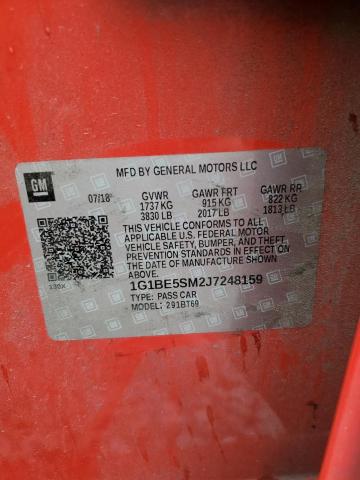 MFD BY GENERAL MOTORS LLC
GM
07/18 GVWR GAWR FRT GAWR RR
1737 KG 915 KG 822 KG
3830 LB 2017 LB 1813 LB
THIS VEHICLE CONFORMS TO ALL
APPLICABLE U.S. FEDERAL MOTOR
VEHICLE SAFETY, BUMPER, AND THEFT
PREVENTION STANDARDS IN EFFECT ON
THE DATE OF MANUFACTURE SHOWN
ABOVE.
1G1BE5SM2J7248159
TYPE: PASS CAR
MODEL: 291BT69